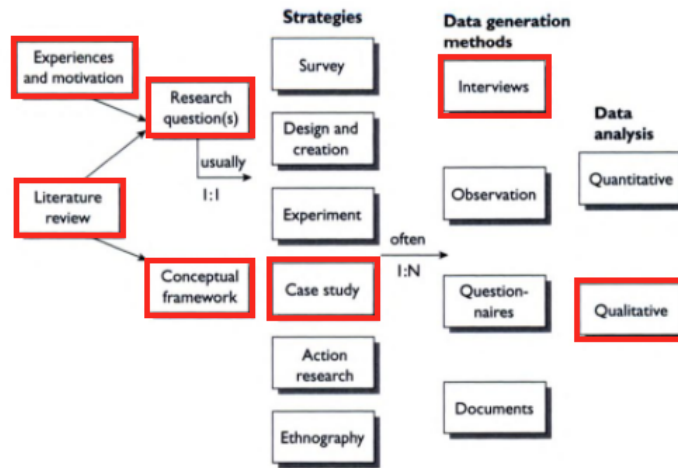 Experiences
and motivation
Literature
review
Research
question(s)
usually
1:1
Conceptual
framework
Strategies
Survey
Design and
creation
Experiment
Case study
Action
research
Ethnography
often
1:N
Data generation
methods
Interviews
Observation
Question-
naires
Documents
Data
analysis
Quantitative
Qualitative